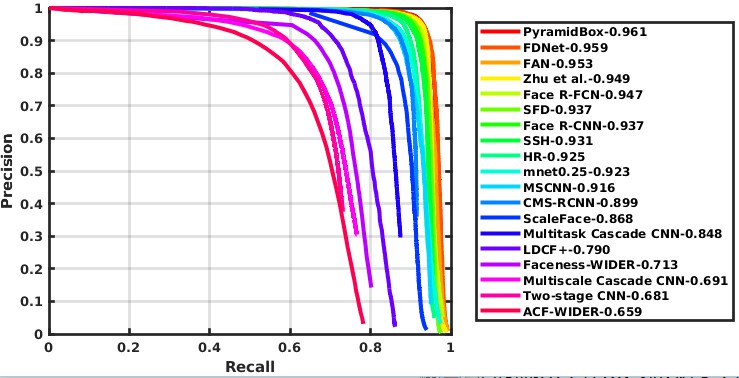 1
0.9
0.8
0.7
0.6
0.5
0.4
0.3
0.2
0.1
0
Precision
0 0.2 0.4 0.6 0.8 1
Recall
PyramidBox-0.961
FDNet-0.959
FAN-0.953
Zhu et al.-0.949
Face R-FCN-0.947
SFD-0.937
Face R-CNN-0.937
SSH-0.931
HR-0.925
mnet0.25-0.923
MSCNN-0.916
CMS-RCNN-0.899
ScaleFace-0.868
Multitask Cascade CNN-0.848
LDCF+-0.790
Faceness-WIDER-0.713
Multiscale Cascade CNN-0.691
Two-stage CNN-0.681
ACF-WIDER-0.659